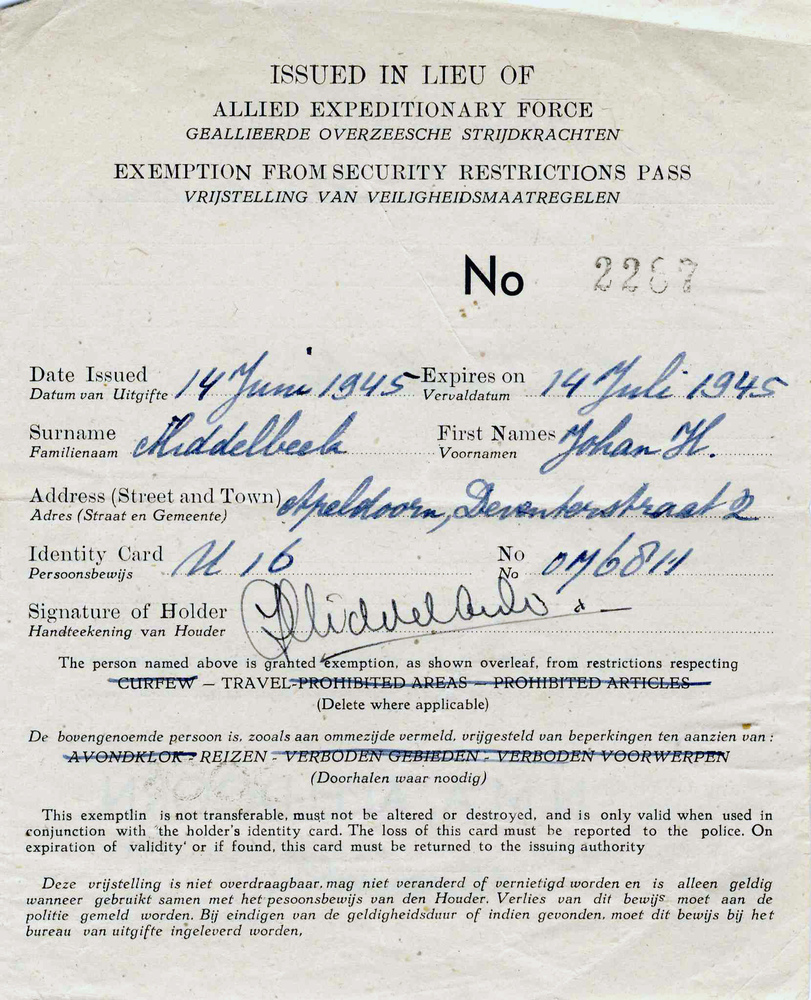 ISSUED IN LIEU OF
ALLIED EXPEDITIONARY FORCE
GEALLIEERDE OVERZEESCHE STRIJDKRACHTEN
EXEMPTION FROM SECURITY RESTRICTIONS PASS
VRIJSTELLING VAN VEILIGHEIDSMAATREGELEN
No 2267
Date Issued 14 Juni 1945 Expires on 14 Juli 1945
Datum van Uitgifte Vervaldatum
Surname Middelbeek First Names Johan H.
Familienaam Voornamen
Address (Street and Town) Apeldoorn, Deventerstraat 2
Adres (Straat en Gemeente)
Identity Card U 16 No 076811
Persoonsbewijs No
Signature of Holder
Handteekening van Houder
The person named above is granted exemption, as shown overleaf, from restrictions respecting
CURFEW — TRAVEL-PROHIBITED AREAS — PROHIBITED ARTICLES
(Delete where applicable)
De bovengenoemde persoon is, zooals aan ommezijde vermeld, vrijgesteld van beperkingen ten aanzien van :
AVONDKLOK - REIZEN - VERBODEN GEBIEDEN - VERBODEN VOORWERPEN
(Doorhalen waar noodig)
This exemptlin is not transferable, must not be altered or destroyed, and is only valid when used in
conjunction with 'the holder's identity card. The loss of this card must be reported to the police. On
expiration of validity' or if found, this card must be returned to the issuing authority
Deze vrijstelling is niet overdraagbaar, mag niet veranderd of vernietigd worden en is alleen geldig
wanneer gebruikt samen met het pesoonsbewijs van den Houder. Verlies van dit bewijs moet aan de
politie gemeld worden. Bij eindigen van de geldigheidsduur of indien gevonden, moet dit bewijs bij het
bureau van uitgifte ingeleverd worden,